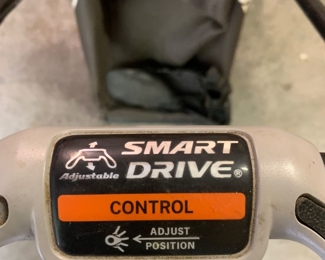 Adjustable
SMART
DRIVE®
CONTROL
ADJUST
POSITION